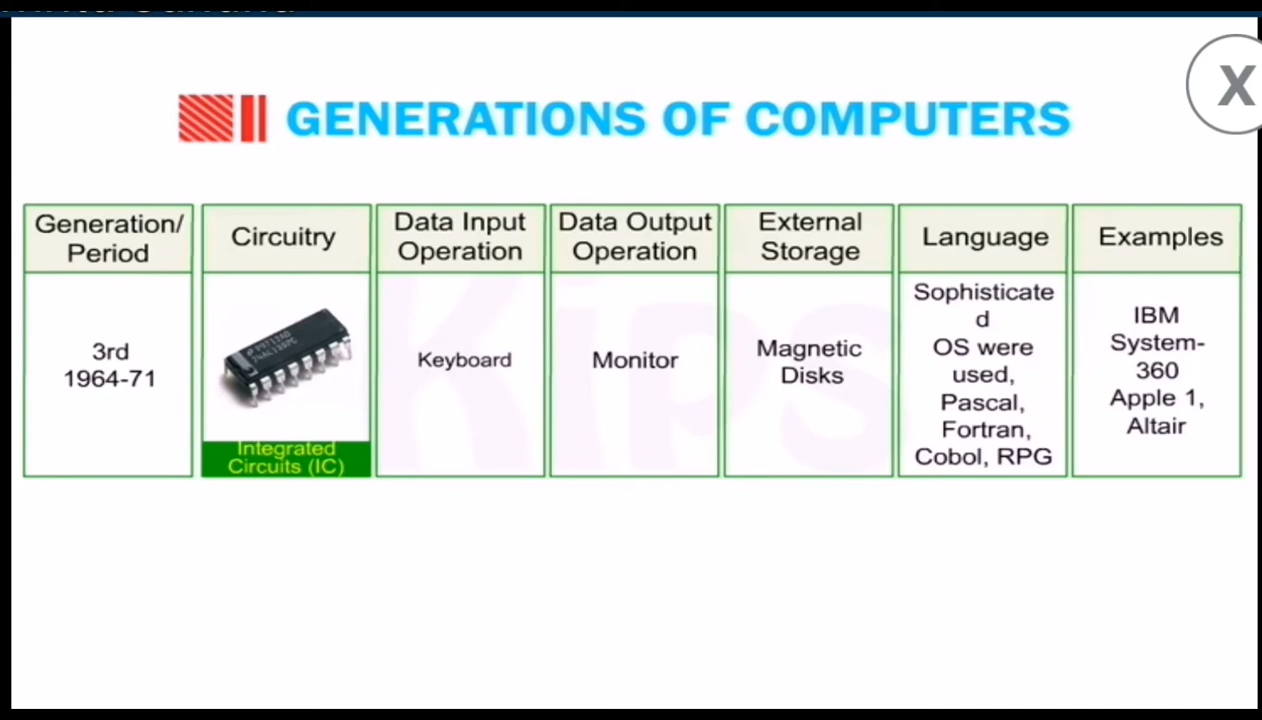 X
GENERATIONS OF COMPUTERS
Generation/
Period
Circuitry
Data Input
Operation
Data Output
Operation
External
Storage
Language
Examples
3rd
1964-71
Integrated
Circuits (IC)
Keyboard
Monitor
Magnetic
Disks
Sophisticate
d
OS were
used,
Pascal,
Fortran,
Cobol, RPG
IBM
System-
360
Apple 1,
Altair
Kips